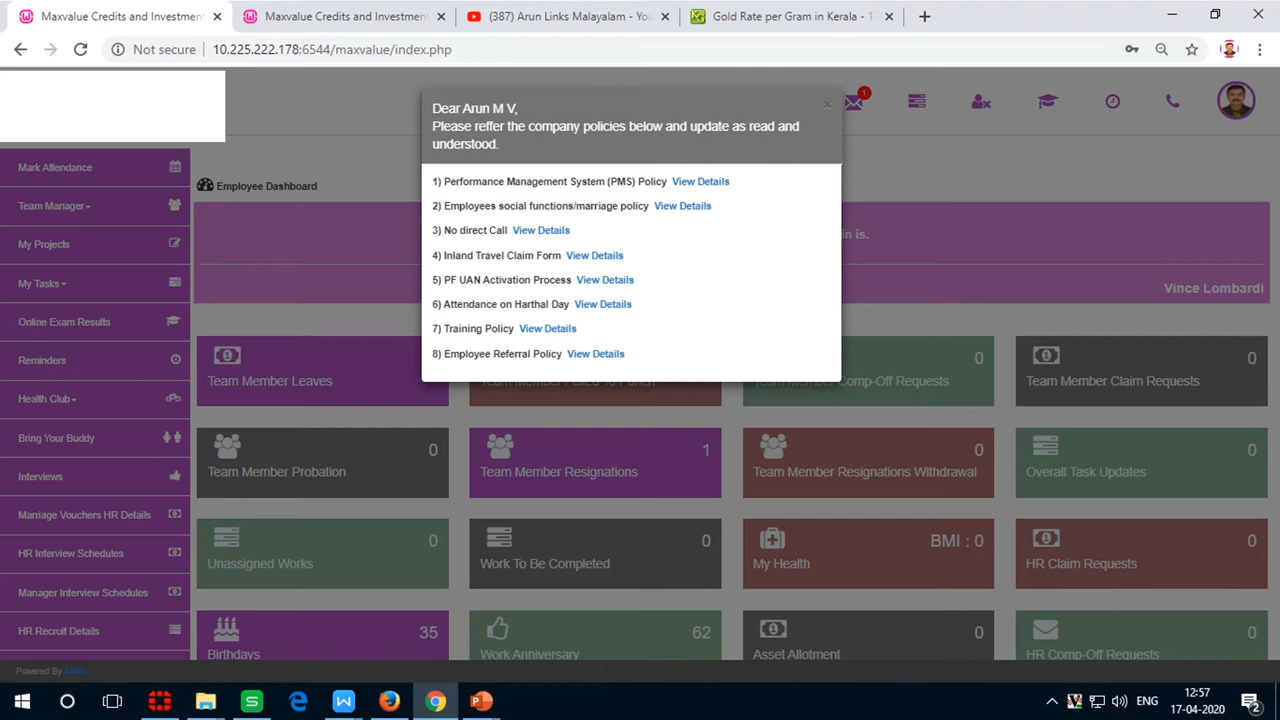 Maxvalue Credits and Investment
Maxvalue Credits and Investment
(387) Arun Links Malayalam - You
Gold Rate per Gram in Kerala - 17
Not secure
10.225.222.178:6544/maxvalue/index.php
1
Dear Arun M V,
Please reffer the company policies below and update as read and
understood.
×
1) Performance Management System (PMS) Policy View Details
2) Employees social functions/marriage policy View Details
3) No direct Call View Details
4) Inland Travel Claim Form View Details
5) PF UAN Activation Process View Details
6) Attendance on Harthal Day View Details
7) Training Policy View Details
8) Employee Referral Policy View Details
Mark Attendance
Team Manager
My Projects
My Tasks
Online Exam Results
Reminders
Health Club
Bring Your Buddy
Interviews
Marriage Vouchers HR Details
HR Interview Schedules
Manager Interview Schedules
HR Recruit Details
Employee Dashboard
in is.
Vince Lombardi
Team Member Leaves
0
Team Member Comp-Off Requests
0
Team Member Claim Requests
0
Team Member Probation
1
Team Member Resignations
0
Team Member Resignations Withdrawal
0
Overall Task Updates
0
Unassigned Works
0
Work To Be Completed
BMI : 0
My Health
0
HR Claim Requests
35
Birthdays
62
Work Anniversary
0
Asset Allotment
0
HR Comp-Off Requests
Powered By
ENG
12:57
17-04-2020
2